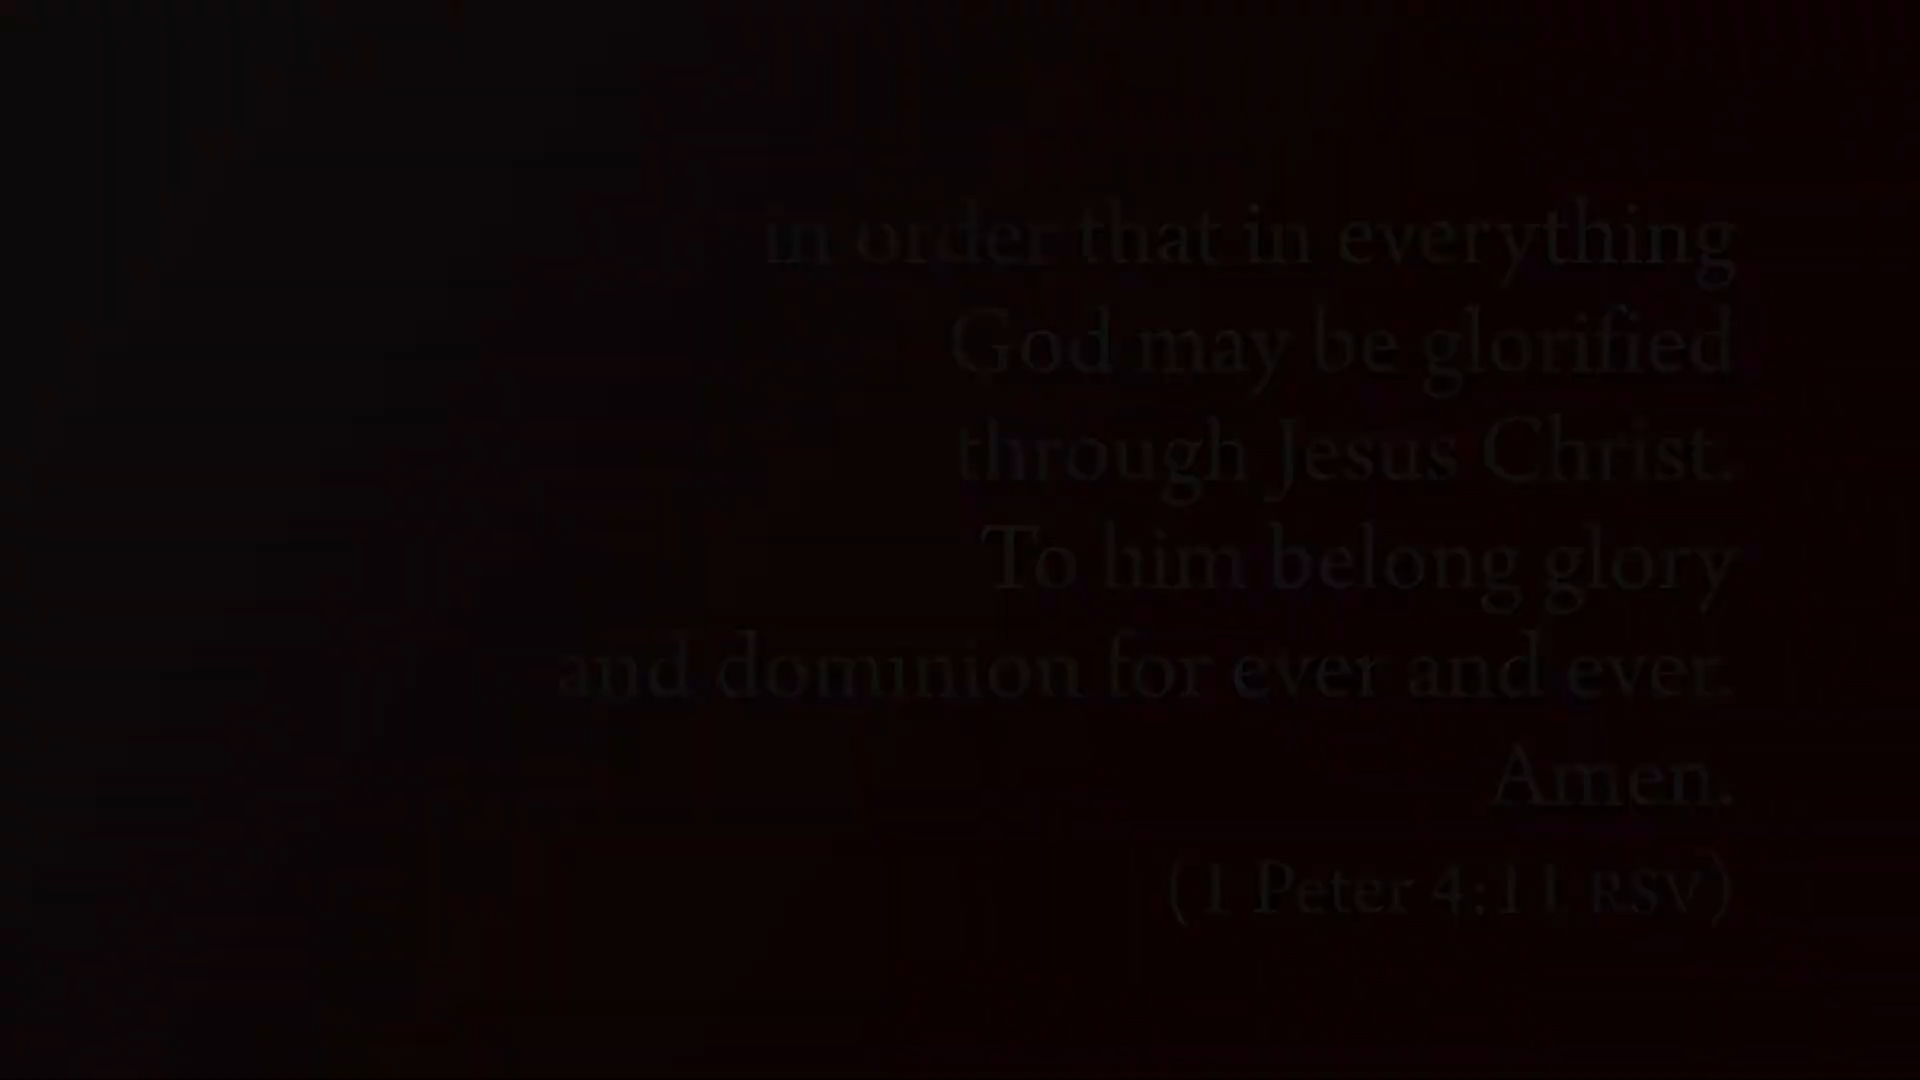 in order that in everything
God may be glorified
through Jesus Christ.
To him belong glory
and dominion for ever and ever.
Amen.
(1 Peter 4:11 RSV)